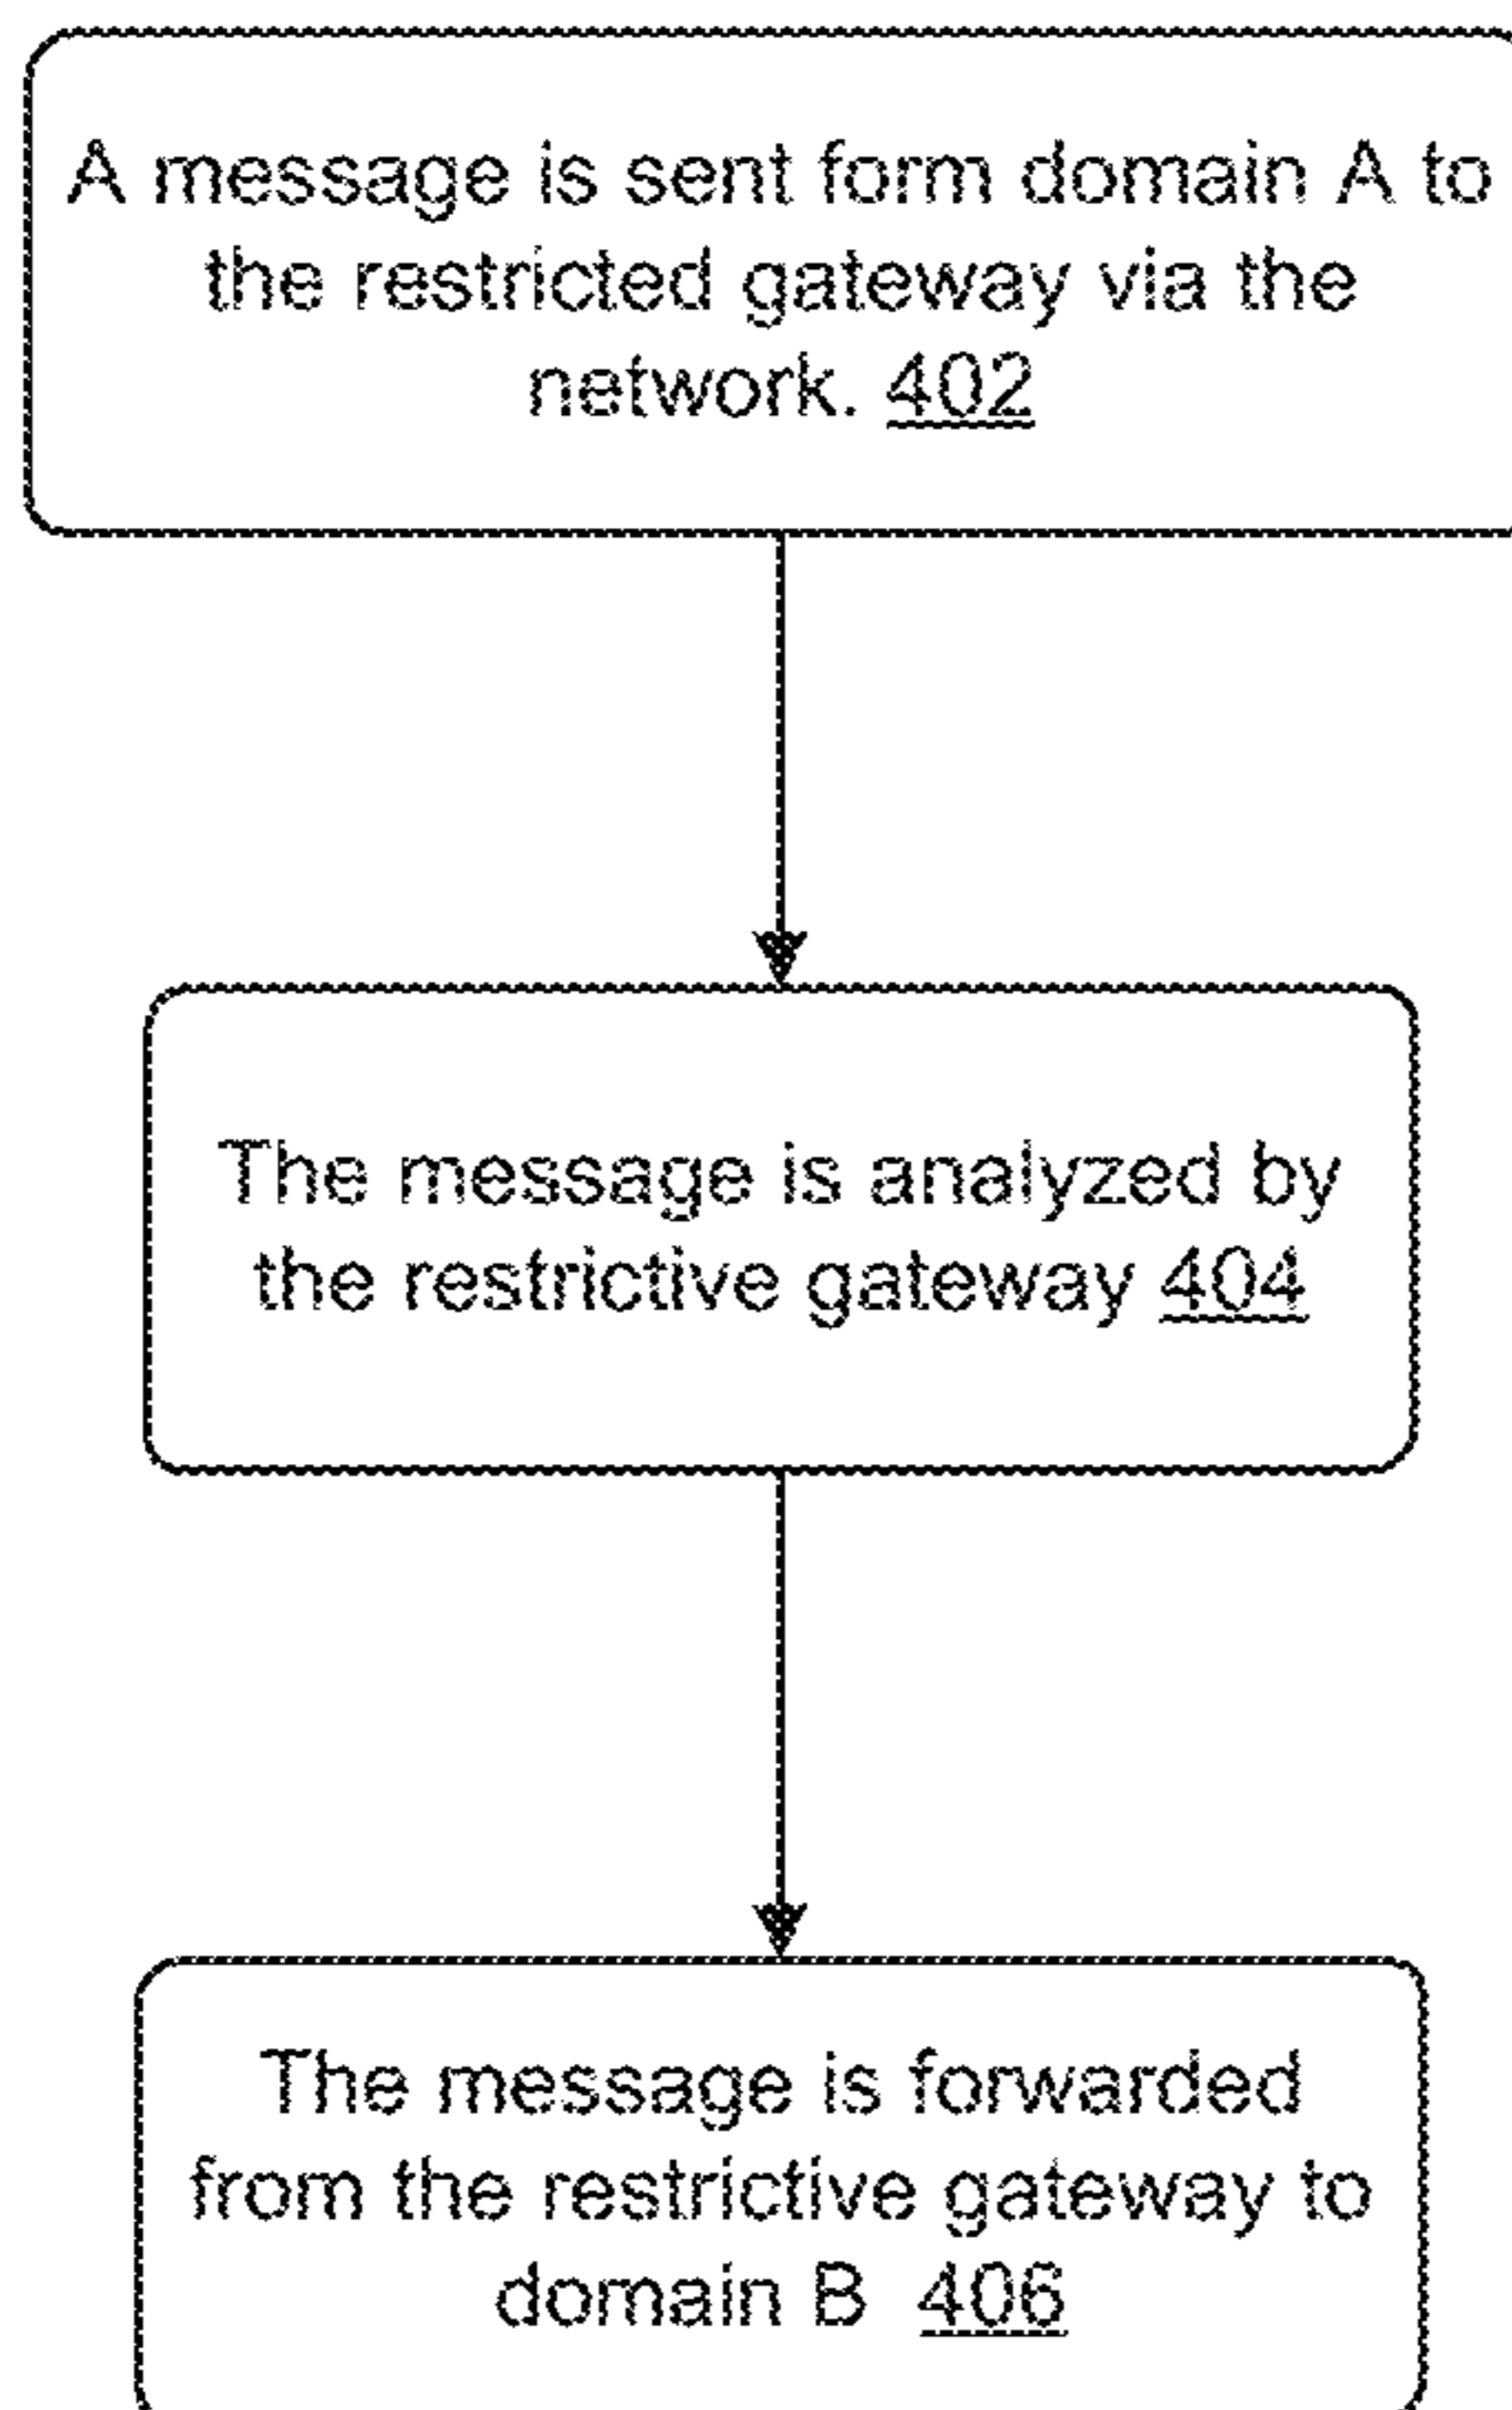 A message is sent form domain A to
the restricted gateway via the
network. 402
The message is analyzed by
the restrictive gateway 404
The message is forwarded
from the restrictive gateway to
domain B 406